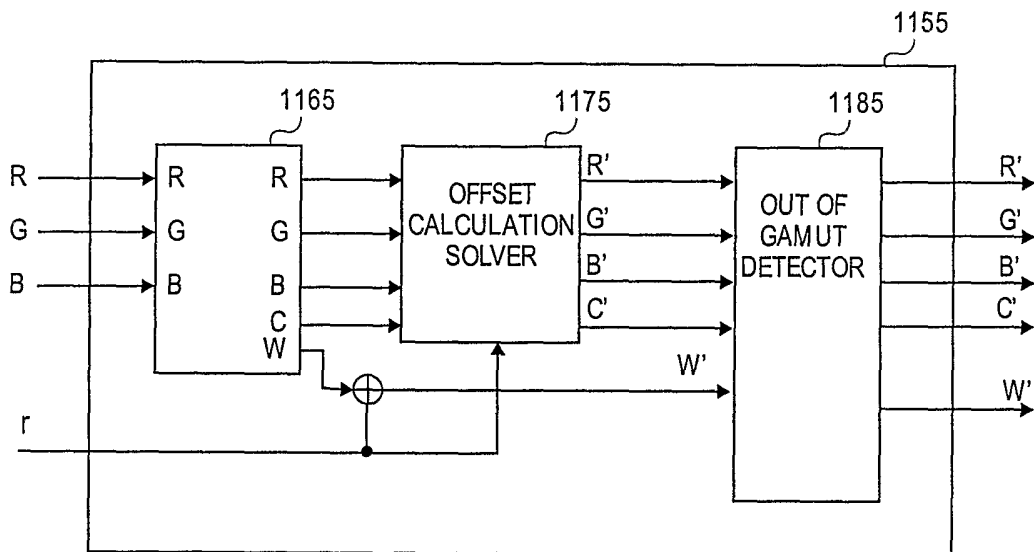 1155
1165
1175
1185
R
G
B
r
R
G
B
R
G
B
C
W
OFFSET
CALCULATION
SOLVER
R'
G'
B'
C'
W'
OUT OF
GAMUT
DETECTOR
R'
G'
B'
C'
W'